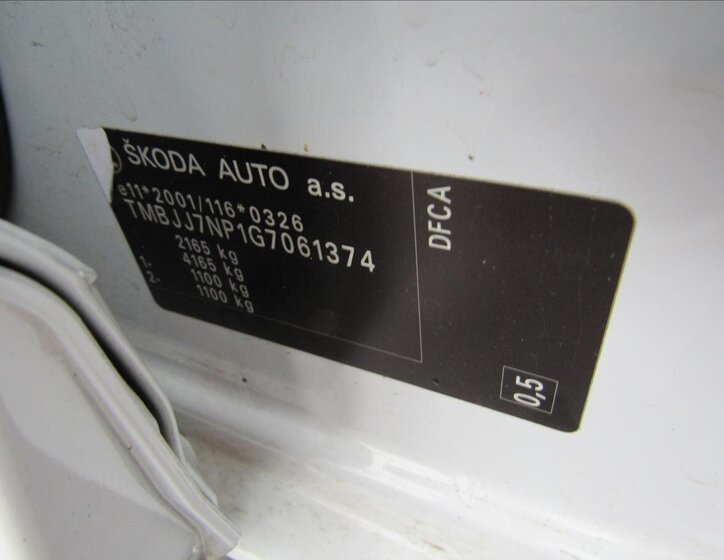 ŠKODA AUTO a.s.
e11*2001/116*0326
TMBJJ7NP1G7061374
2165 kg
1- 4165 kg
2- 1100 kg
1100 kg
DFCA
0,5